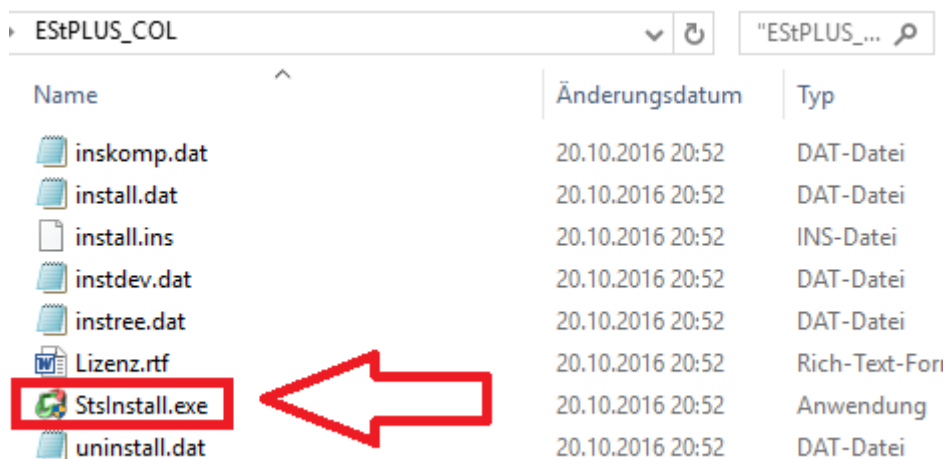 EStPLUS_COL "EStPLUS_...
Name Änderungsdatum Typ
inskomp.dat 20.10.2016 20:52 DAT-Datei
install.dat 20.10.2016 20:52 DAT-Datei
install.ins 20.10.2016 20:52 INS-Datei
instdev.dat 20.10.2016 20:52 DAT-Datei
instree.dat 20.10.2016 20:52 DAT-Datei
Lizenz.rtf 20.10.2016 20:52 Rich-Text-For
StsInstall.exe 20.10.2016 20:52 Anwendung
uninstall.dat 20.10.2016 20:52 DAT-Datei